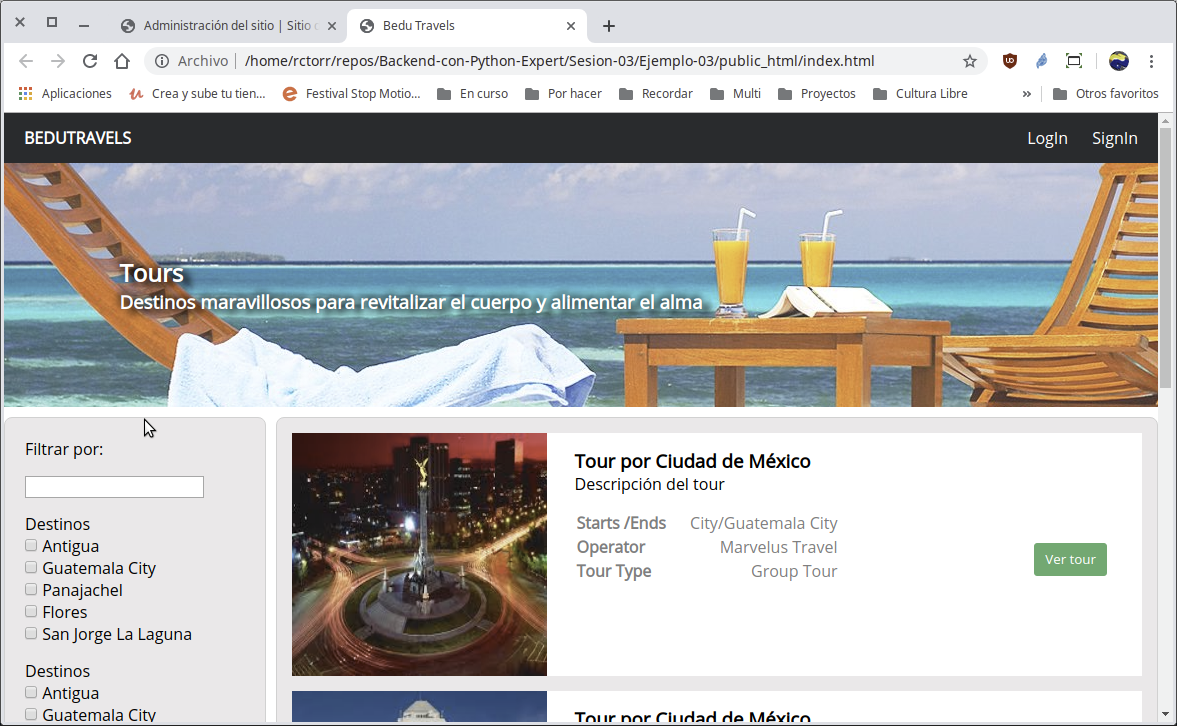 Administración del sitio | Sitio
Bedu Travels
Archivo
/home/rctorr/repos/Backend-con-Python-Expert/Sesion-03/Ejemplo-03/public_html/index.html
Aplicaciones
Crea y sube tu tien...
Festival Stop Motio...
En curso
Por hacer
Recordar
Multi
Proyectos
Cultura Libre
»
Otros favoritos
BEDUTRAVELS
LogIn
SignIn
Tours
Destinos maravillosos para revitalizar el cuerpo y alimentar el alma
Filtrar por:
Destinos
Antigua
Guatemala City
Panajachel
Flores
San Jorge La Laguna
Destinos
Antigua
Guatemala City
Tour por Ciudad de México
Descripción del tour
Starts /Ends City/Guatemala City
Operator Marvelus Travel
Tour Type Group Tour
Ver tour
Tour por Ciudad de México